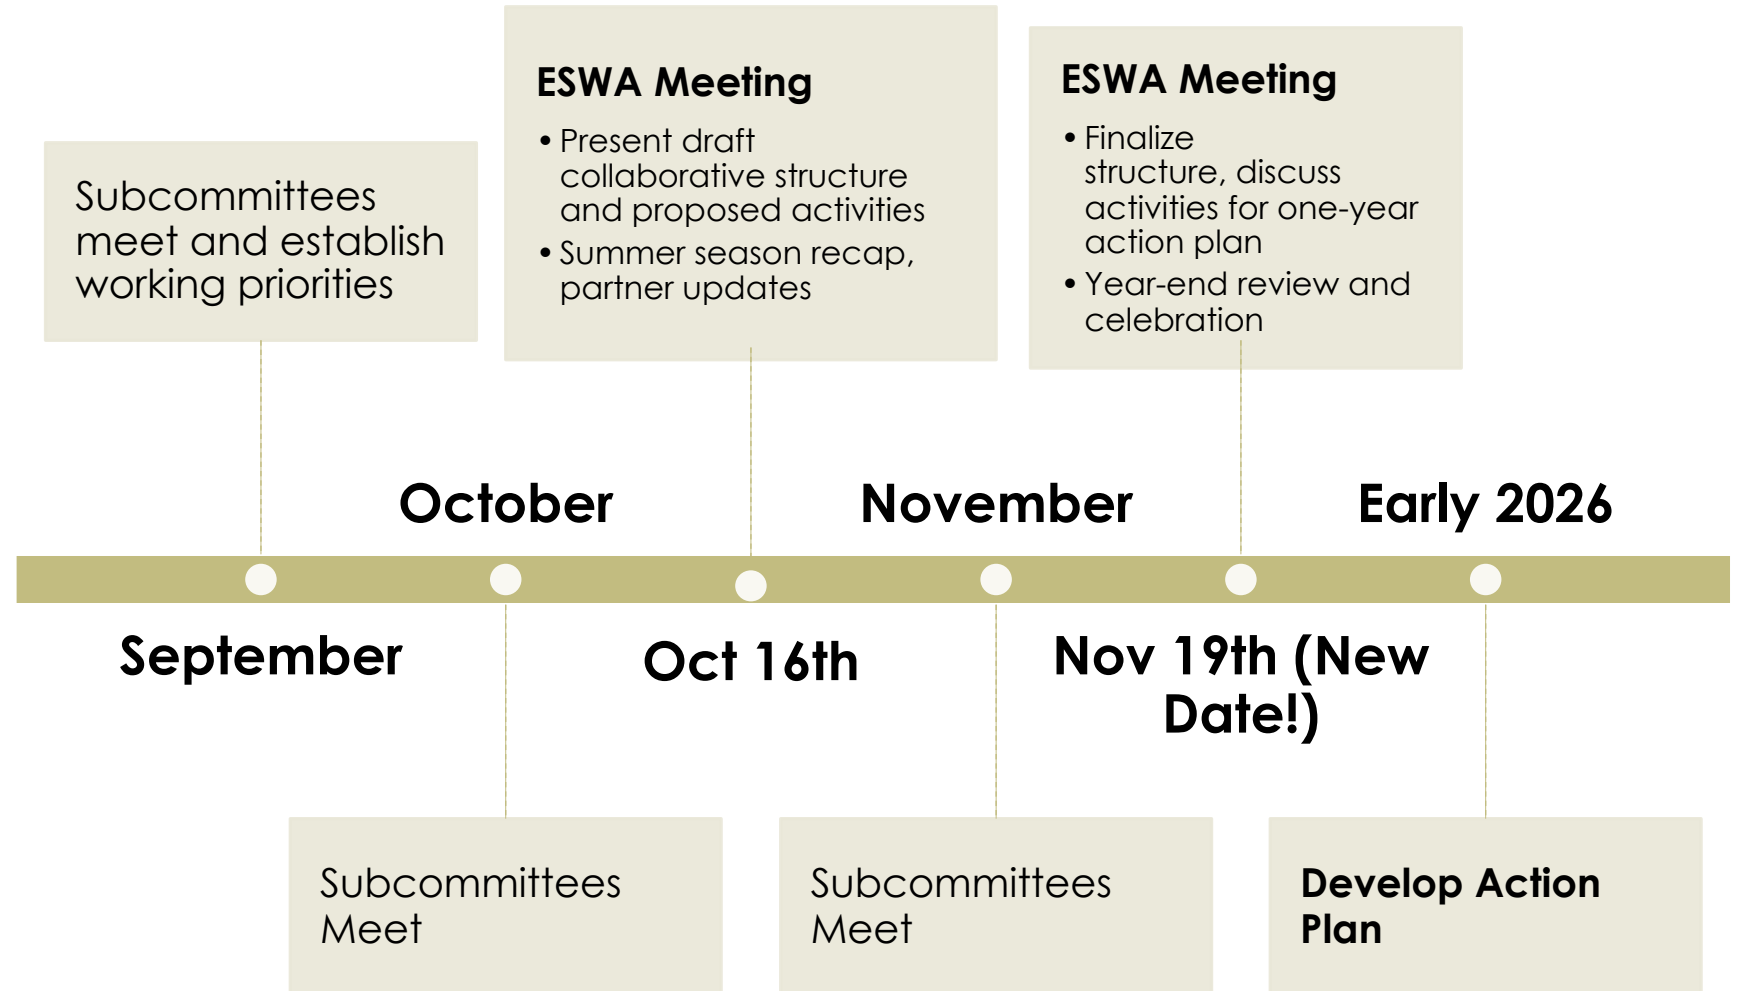 Subcommittees
meet and establish
working priorities
ESWA Meeting
• Present draft
collaborative structure
and proposed activities
• Summer season recap,
partner updates
ESWA Meeting
• Finalize
structure, discuss
activities for one-year
action plan
• Year-end review and
celebration
October
November
Early 2026
September
Oct 16th
Nov 19th (New
Date!)
Subcommittees
Meet
Subcommittees
Meet
Develop Action
Plan